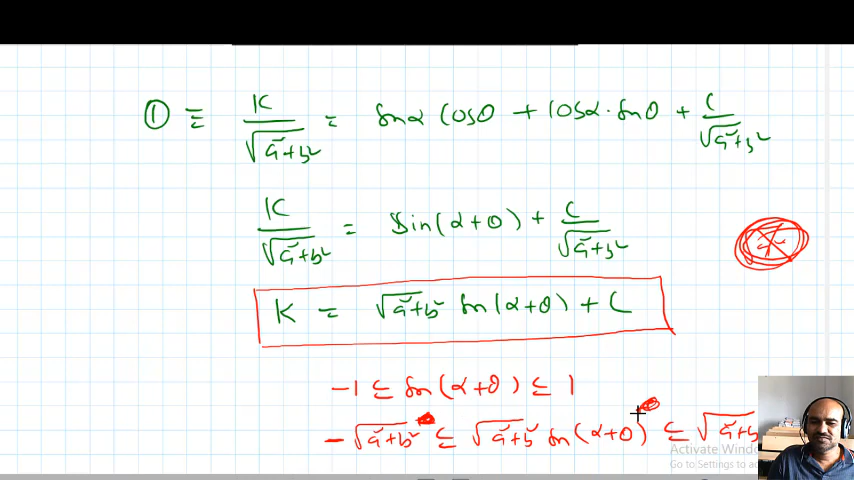 ① ≡ K/√(a²+b²) = sinα cosθ + cosα·sinθ + C/√(a²+b²)
K/√(a²+b²) = Sin(α+θ) + C/√(a²+b²)
K = √(a²+b²) sin(α+θ) + C
-1 ≤ sin(α+θ) ≤ 1
-√(a²+b²) ≤ √(a²+b²) sin(α+θ) ≤ √(a²+b
Activate Windo
Go to Settings to ac